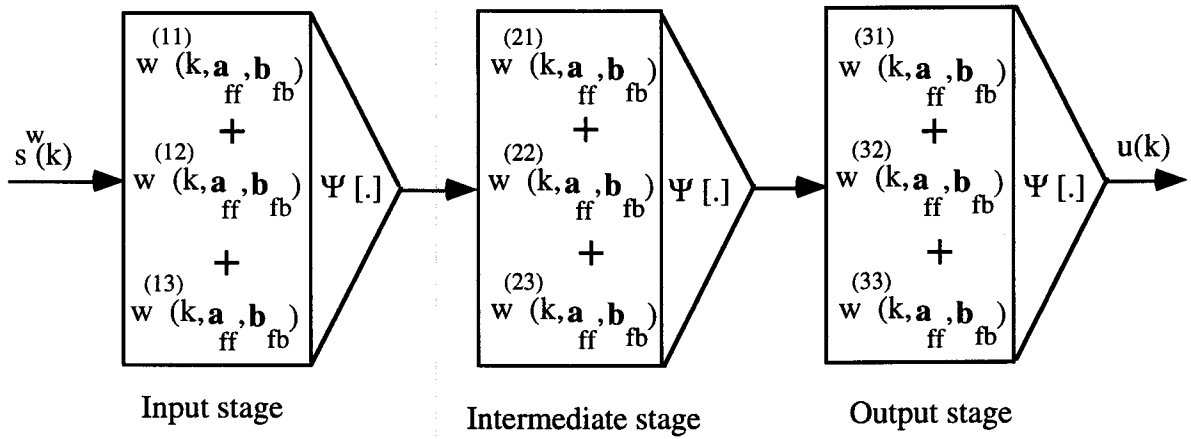 s^w(k)
w^(11)(k, a_ff, b_fb)
+
w^(12)(k, a_ff, b_fb)
+
w^(13)(k, a_ff, b_fb)
Ψ [.]
Input stage
w^(21)(k, a_ff, b_fb)
+
w^(22)(k, a_ff, b_fb)
+
w^(23)(k, a_ff, b_fb)
Ψ [.]
Intermediate stage
w^(31)(k, a_ff, b_fb)
+
w^(32)(k, a_ff, b_fb)
+
w^(33)(k, a_ff, b_fb)
Ψ [.]
Output stage
u(k)